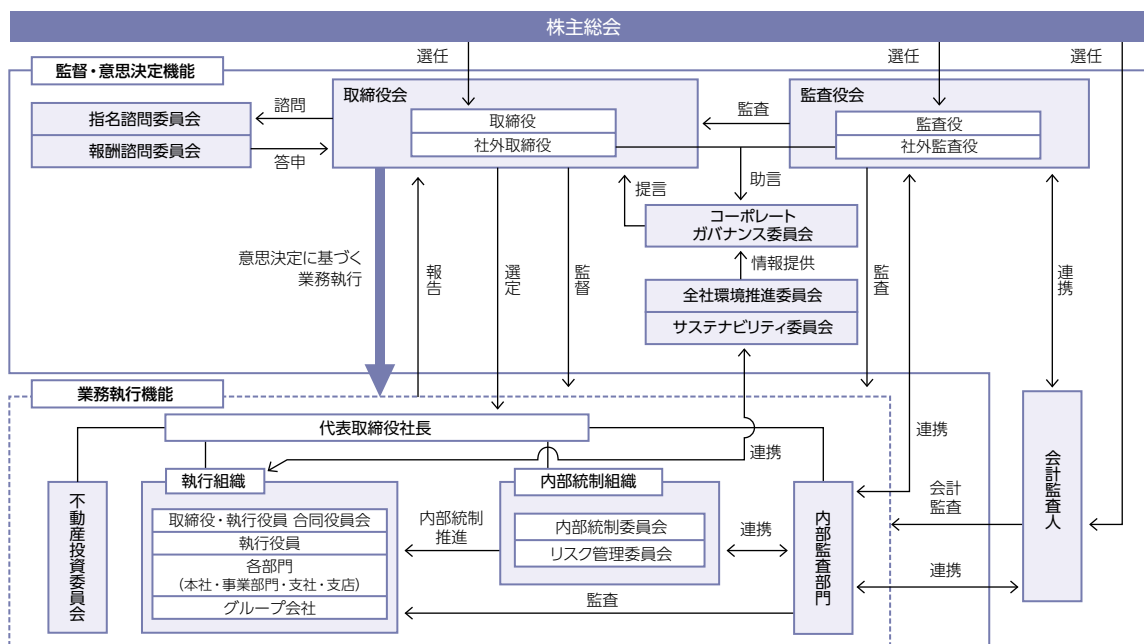 株主総会
選任
選任
選任
監督・意思決定機能
指名諮問委員会
報酬諮問委員会
諮問
答申
取締役会
取締役
社外取締役
監査
監査役会
監査役
社外監査役
提言
助言
コーポレート
ガバナンス委員会
情報提供
全社環境推進委員会
サステナビリティ委員会
意思決定に基づく
業務執行
報告
選定
監督
監査
連携
連携
業務執行機能
代表取締役社長
連携
不動産投資委員会
執行組織
取締役・執行役員 合同役員会
執行役員
各部門
(本社・事業部門・支社・支店)
グループ会社
内部統制
推進
内部統制組織
内部統制委員会
リスク管理委員会
連携
監査
内部監査部門
会計
監査
連携
会計監査人